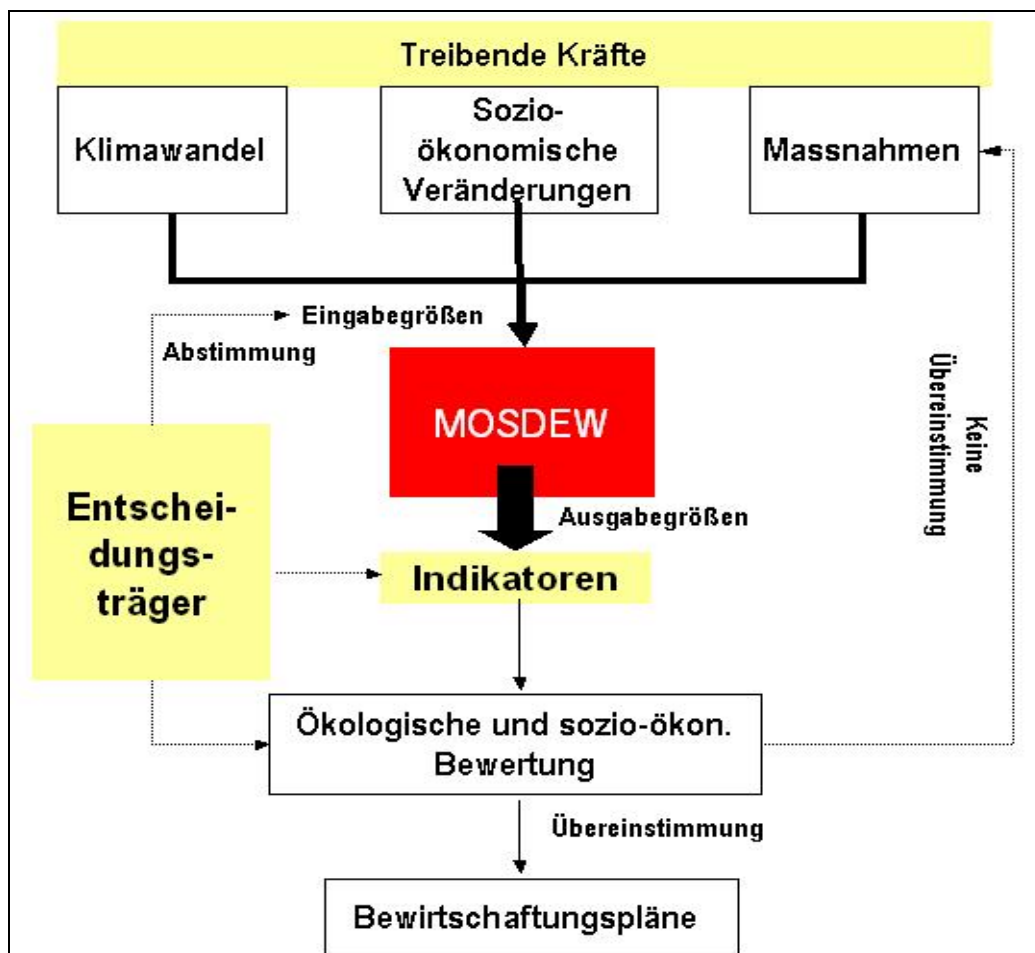 Treibende Kräfte
Klimawandel
Sozio-
ökonomische
Veränderungen
Massnahmen
Eingabegrößen
Abstimmung
MOSDEW
Keine
Übereinstimmung
Entschei-
dungs-
träger
Ausgabegrößen
Indikatoren
Ökologische und sozio-ökon.
Bewertung
Übereinstimmung
Bewirtschaftungspläne